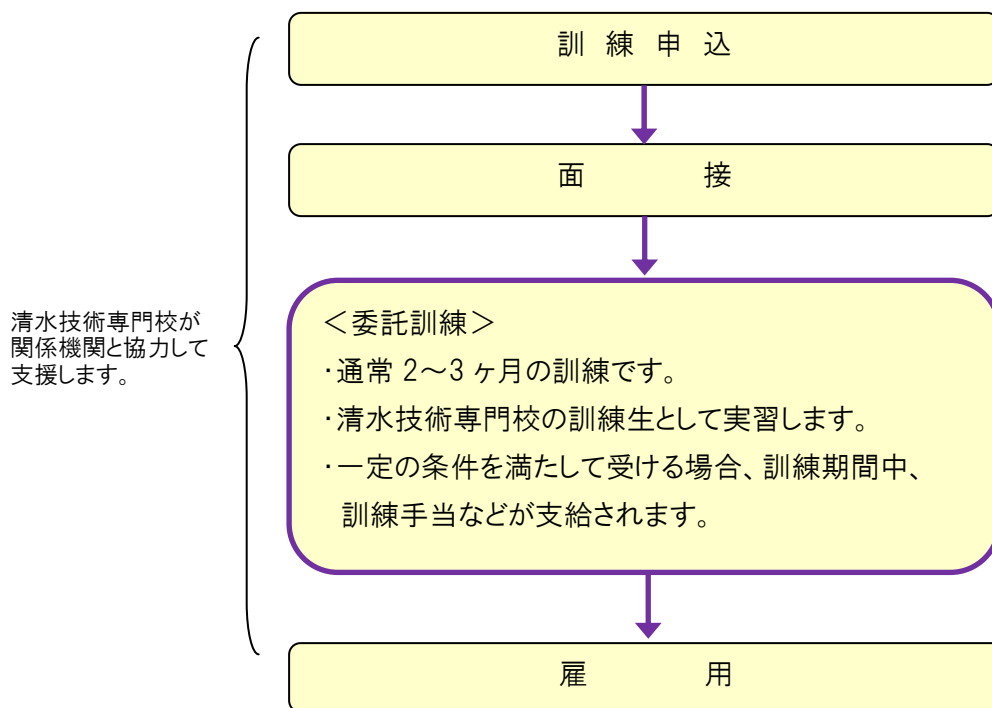 訓 練 申 込
面 接
清水技術専門校が
関係機関と協力して
支援します。
＜委託訓練＞
・通常 2～3 ヶ月の訓練です。
・清水技術専門校の訓練生として実習します。
・一定の条件を満たして受ける場合、訓練期間中、
訓練手当などが支給されます。
雇 用